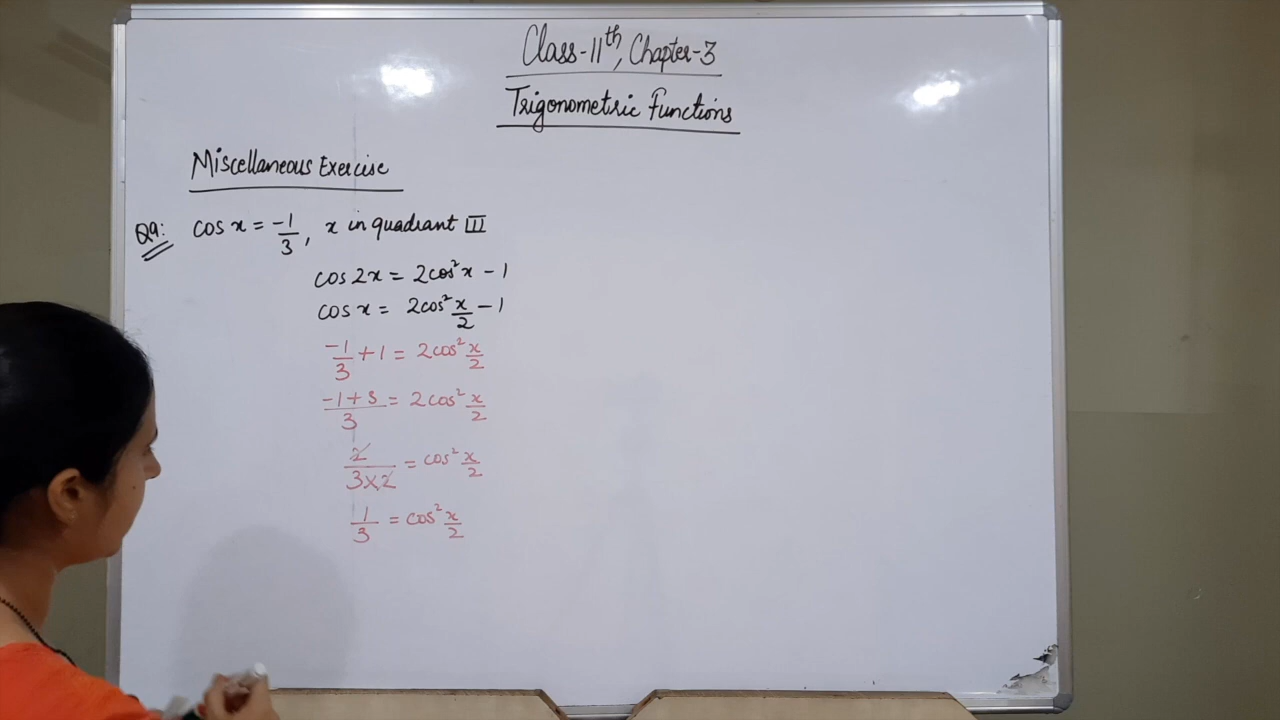 Class-11th, Chapter-3
Trigonometric Functions
Miscellaneous Exercise
Q9: cos x = -1/3, x in quadrant III
cos 2x = 2cos²x - 1
cos x = 2cos² x/2 - 1
-1/3 + 1 = 2cos² x/2
-1+3/3 = 2cos² x/2
2/3×2 = cos² x/2
1/3 = cos² x/2